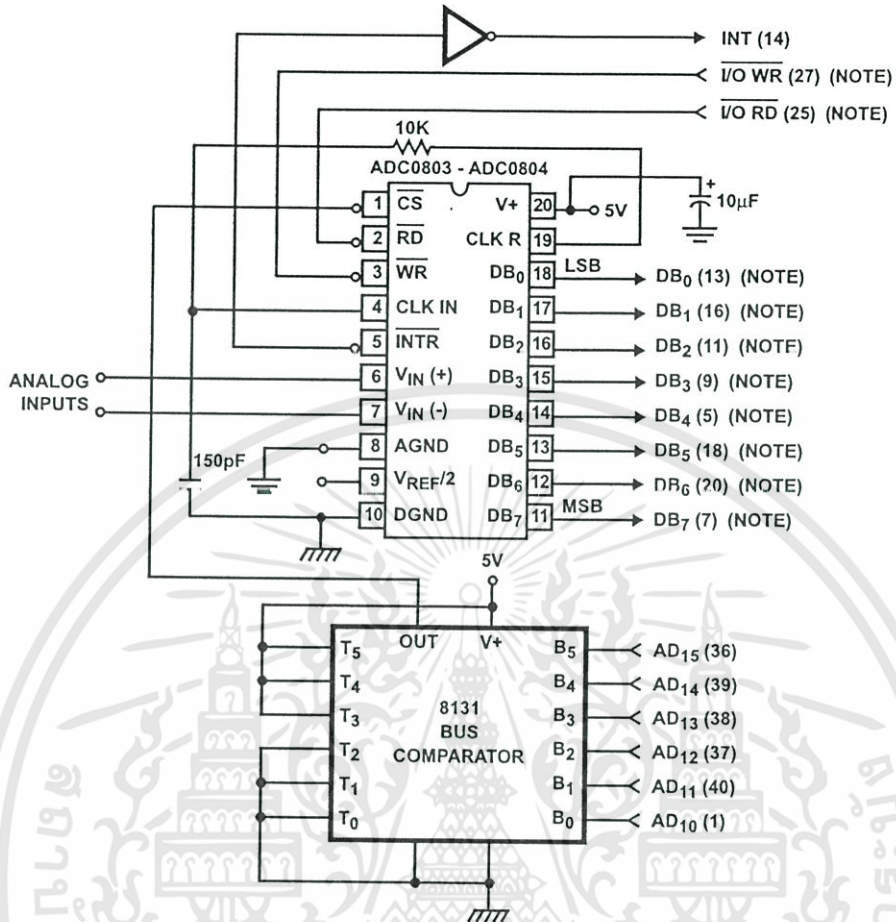 INT (14)
I/O WR (27) (NOTE)
I/O RD (25) (NOTE)
10K
ADC0803 - ADC0804
1 CS V+ 20 5V
10µF
2 RD CLK R 19
3 WR DB0 18 LSB DB0 (13) (NOTE)
4 CLK IN DB1 17 DB1 (16) (NOTE)
5 INTR DB2 16 DB2 (11) (NOTE)
ANALOG INPUTS
6 VIN (+) DB3 15 DB3 (9) (NOTE)
7 VIN (-) DB4 14 DB4 (5) (NOTE)
8 AGND DB5 13 DB5 (18) (NOTE)
150pF
9 VREF/2 DB6 12 DB6 (20) (NOTE)
10 DGND DB7 11 MSB DB7 (7) (NOTE)
5V
OUT V+
T5 B5 AD15 (36)
T4 B4 AD14 (39)
T3 B3 AD13 (38)
8131
BUS
COMPARATOR
T2 B2 AD12 (37)
T1 B1 AD11 (40)
T0 B0 AD10 (1)